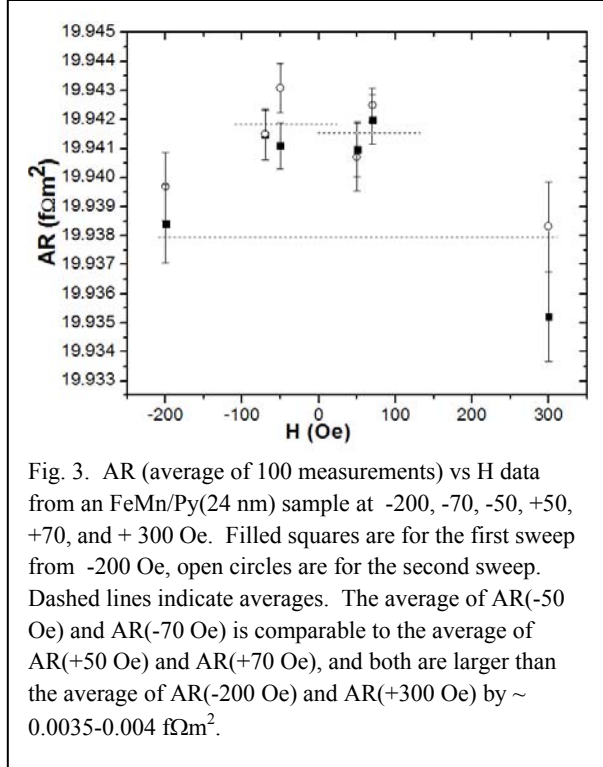 19.945
19.944
19.943
19.942
19.941
19.940
19.939
19.938
19.937
19.936
19.935
19.934
19.933
AR (fΩm²)
-200 -100 0 100 200 300
H (Oe)
Fig. 3. AR (average of 100 measurements) vs H data
from an FeMn/Py(24 nm) sample at -200, -70, -50, +50,
+70, and + 300 Oe. Filled squares are for the first sweep
from -200 Oe, open circles are for the second sweep.
Dashed lines indicate averages. The average of AR(-50
Oe) and AR(-70 Oe) is comparable to the average of
AR(+50 Oe) and AR(+70 Oe), and both are larger than
the average of AR(-200 Oe) and AR(+300 Oe) by ~
0.0035-0.004 fΩm².